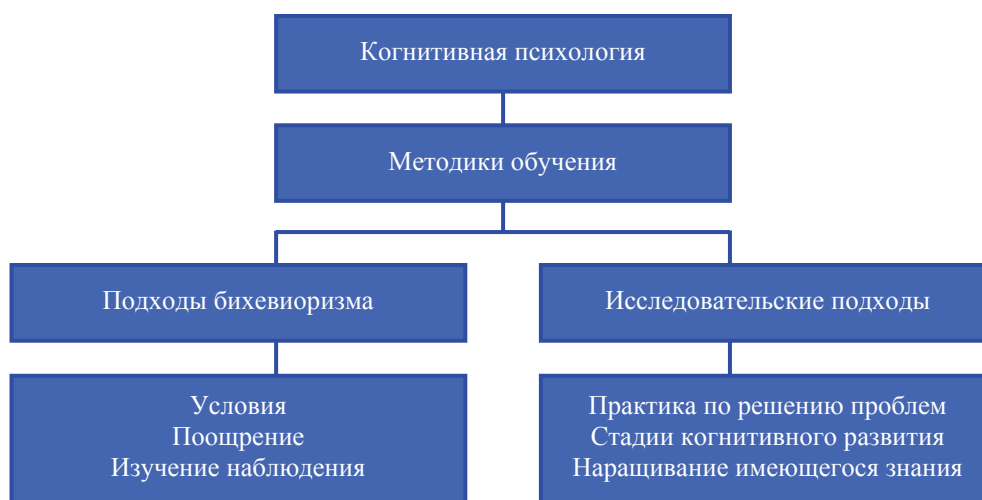 Когнитивная психология
Методики обучения
Подходы бихевиоризма
Исследовательские подходы
Условия
Поощрение
Изучение наблюдения
Практика по решению проблем
Стадии когнитивного развития
Наращивание имеющегося знания